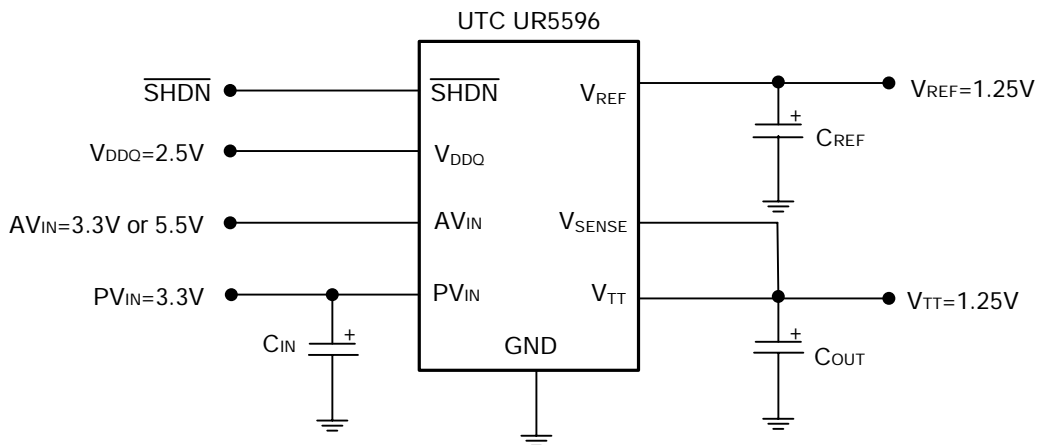 UTC UR5596
SHDN
SHDN
VREF
VREF=1.25V
CREF
VDDQ=2.5V
VDDQ
AVIN=3.3V or 5.5V
AVIN
VSENSE
PVIN=3.3V
PVIN
VTT
VTT=1.25V
CIN
+
GND
+
COUT
+